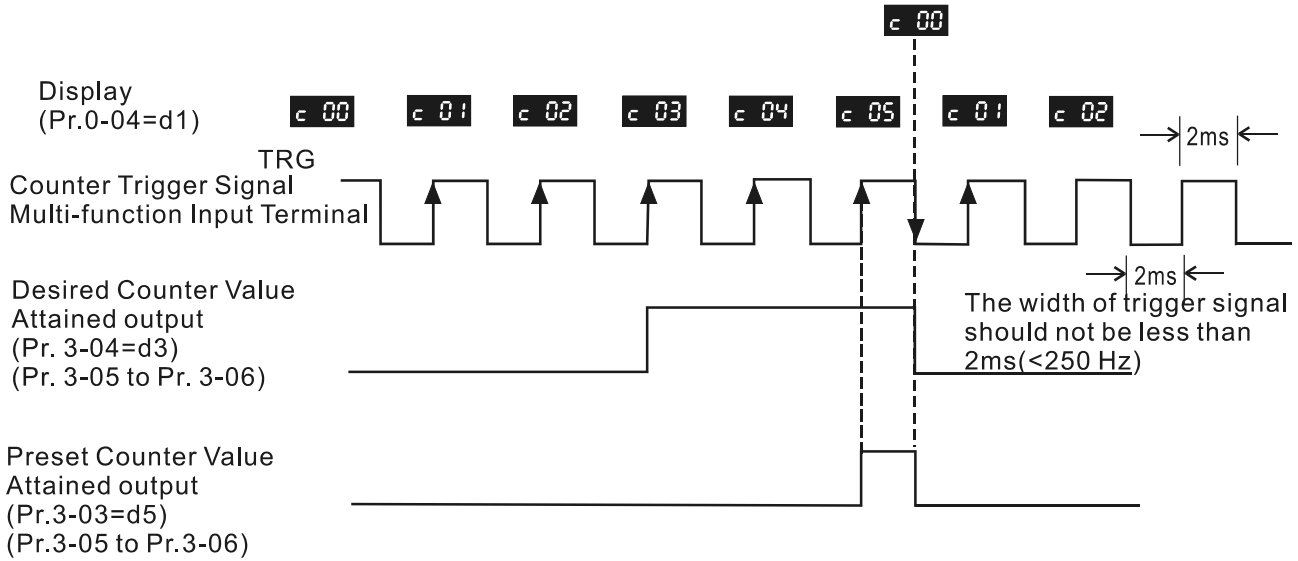 c 00
Display
(Pr.0-04=d1)
c 00 c 01 c 02 c 03 c 04 c 05 c 01 c 02
2ms
TRG
Counter Trigger Signal
Multi-function Input Terminal
2ms
Desired Counter Value
Attained output
(Pr. 3-04=d3)
(Pr. 3-05 to Pr. 3-06)
The width of trigger signal
should not be less than
2ms(<250 Hz)
Preset Counter Value
Attained output
(Pr.3-03=d5)
(Pr.3-05 to Pr.3-06)